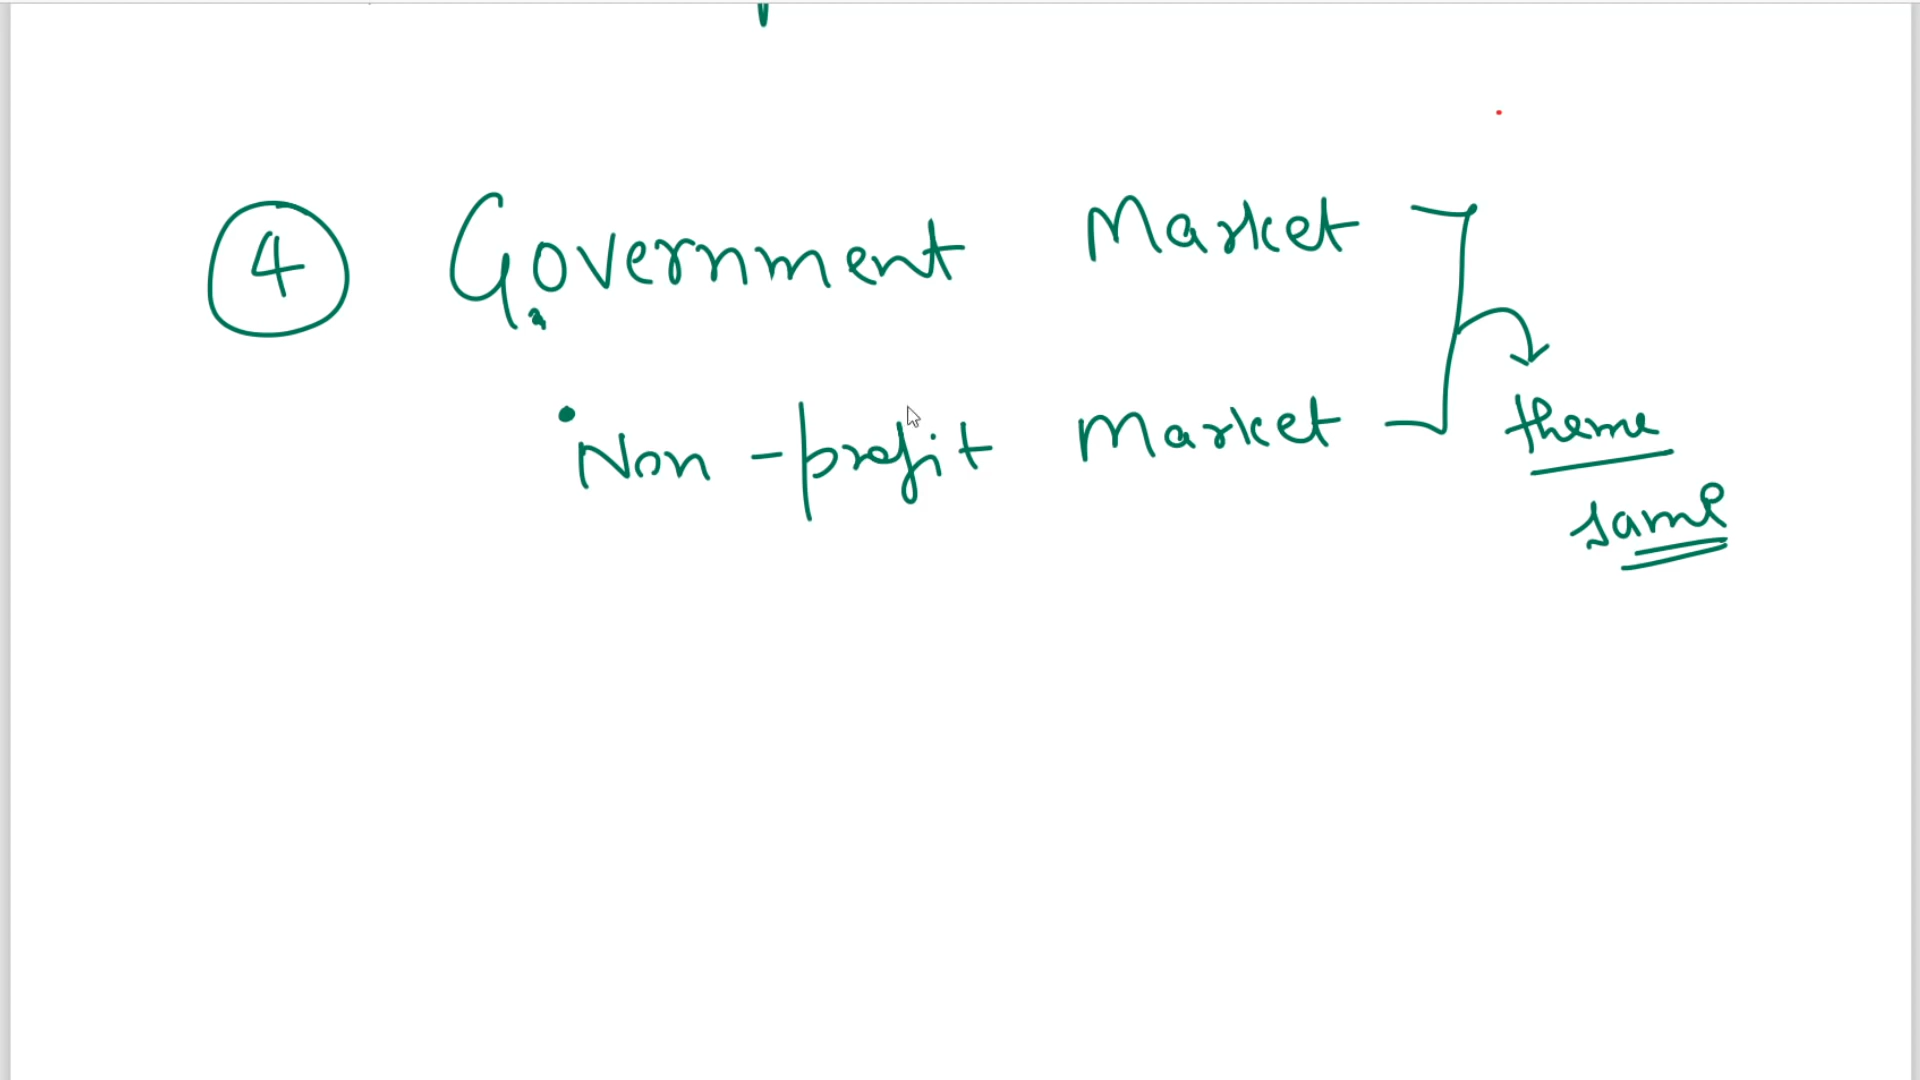 4 Government Market
Non-profit Market
theme
same